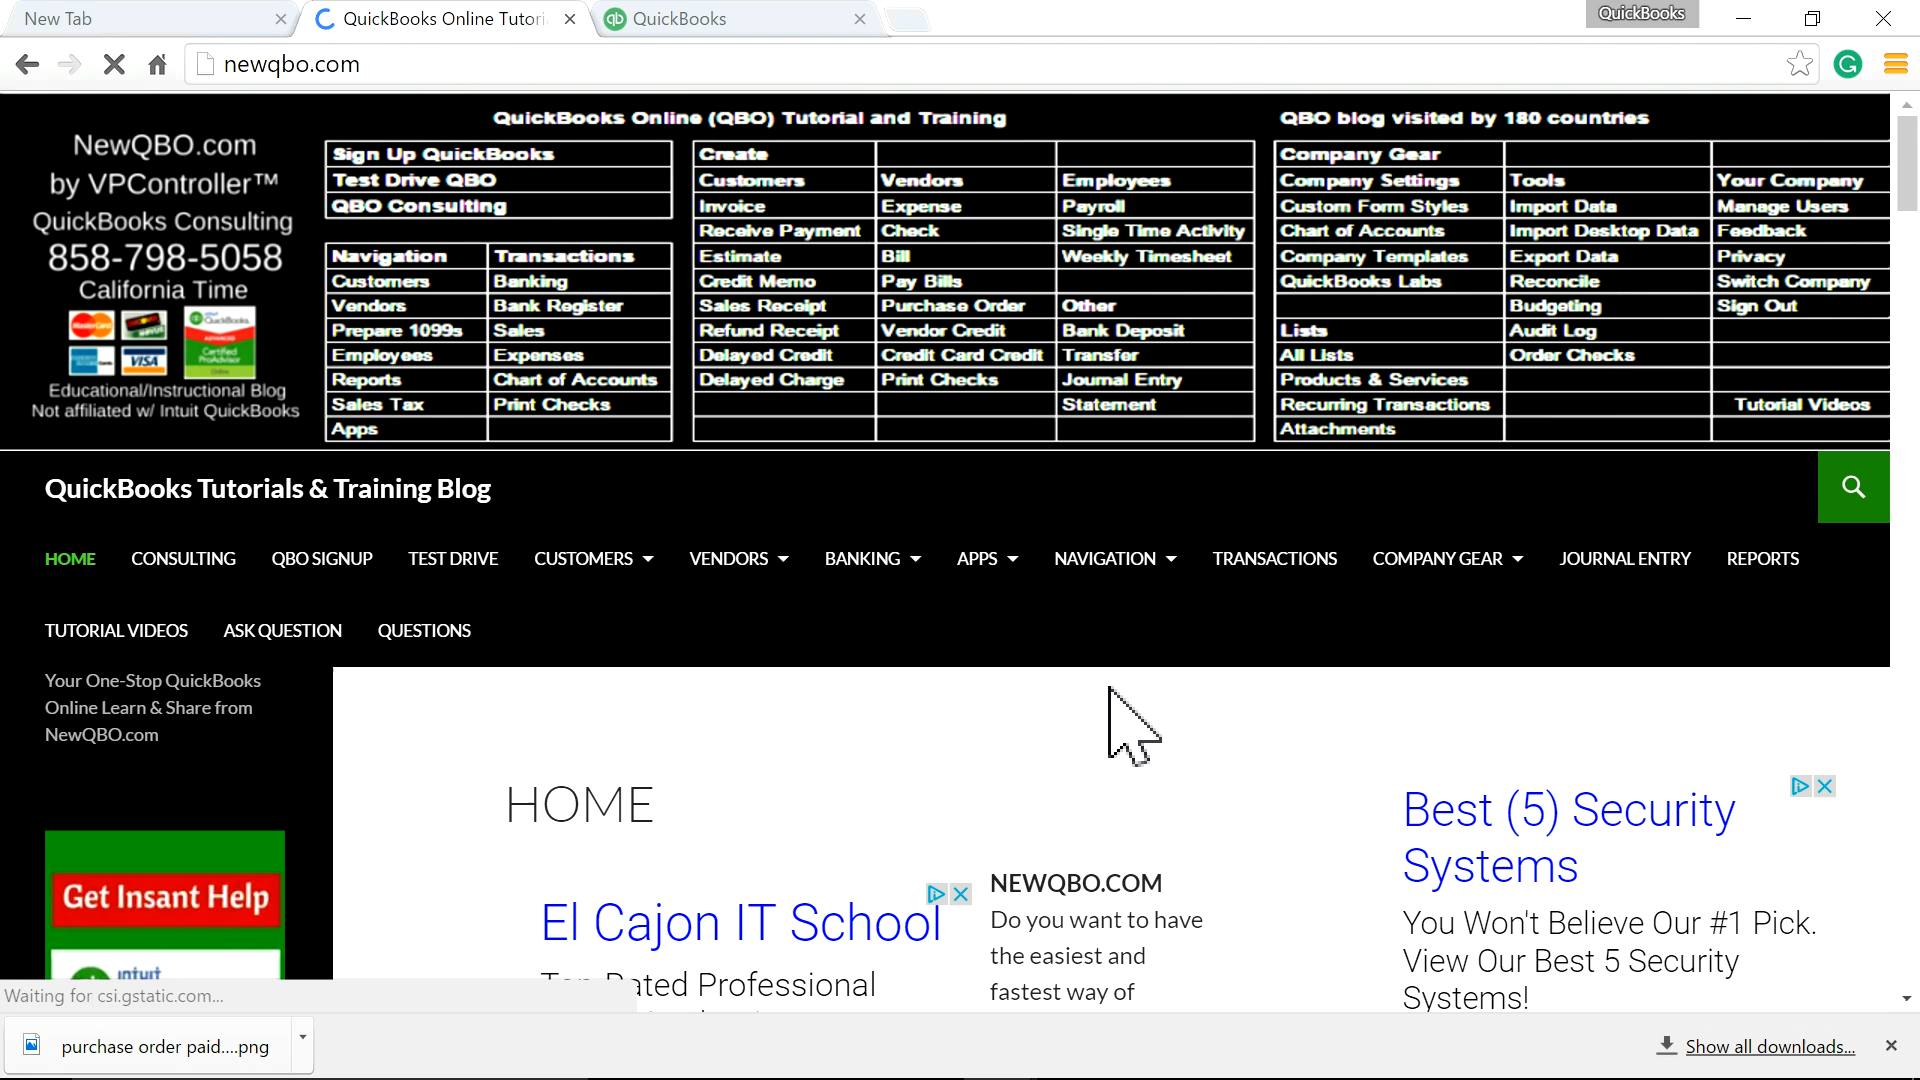 New Tab
QuickBooks Online Tutori
QuickBooks
QuickBooks
newqbo.com
NewQBO.com
by VPController™
QuickBooks Consulting
858-798-5058
California Time
Educational/Instructional Blog
Not affiliated w/ Intuit QuickBooks
QuickBooks Online (QBO) Tutorial and Training
QBO blog visited by 180 countries
Sign Up QuickBooks
Test Drive QBO
QBO Consulting
Navigation Transactions
Customers Banking
Vendors Bank Register
Prepare 1099s Sales
Employees Expenses
Reports Chart of Accounts
Sales Tax Print Checks
Apps
Create
Customers Vendors Employees
Invoice Expense Payroll
Receive Payment Check Single Time Activity
Estimate Bill Weekly Timesheet
Credit Memo Pay Bills
Sales Receipt Purchase Order Other
Refund Receipt Vendor Credit Bank Deposit
Delayed Credit Credit Card Credit Transfer
Delayed Charge Print Checks Journal Entry
Statement
Company Gear
Company Settings Tools Your Company
Custom Form Styles Import Data Manage Users
Chart of Accounts Import Desktop Data Feedback
Company Templates Export Data Privacy
QuickBooks Labs Reconcile Switch Company
Budgeting Sign Out
Lists Audit Log
All Lists Order Checks
Products & Services
Recurring Transactions Tutorial Videos
Attachments
QuickBooks Tutorials & Training Blog
HOME CONSULTING QBO SIGNUP TEST DRIVE CUSTOMERS VENDORS BANKING APPS NAVIGATION TRANSACTIONS COMPANY GEAR JOURNAL ENTRY REPORTS
TUTORIAL VIDEOS ASK QUESTION QUESTIONS
Your One-Stop QuickBooks
Online Learn & Share from
NewQBO.com
Get Insant Help
intuit
HOME
El Cajon IT School
Top Rated Professional
NEWQBO.COM
Do you want to have
the easiest and
fastest way of
Best (5) Security
Systems
You Won't Believe Our #1 Pick.
View Our Best 5 Security
Systems!
Waiting for csi.gstatic.com...
purchase order paid....png
Show all downloads...